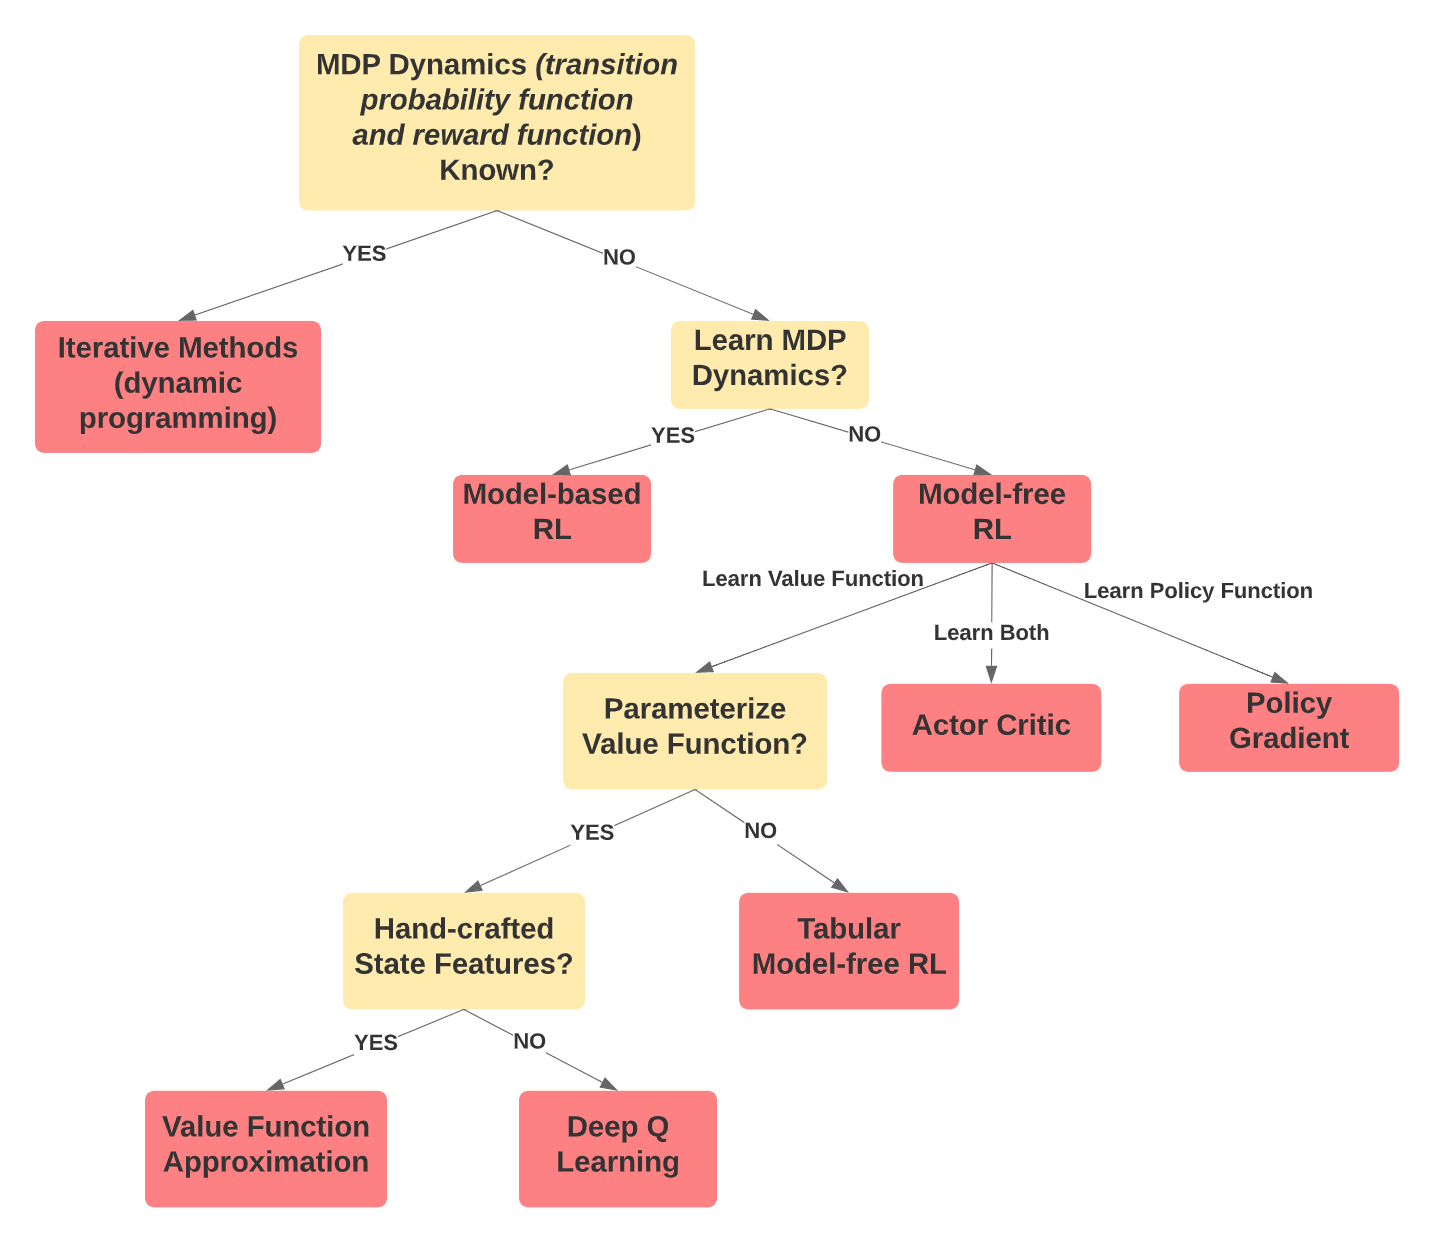 MDP Dynamics (transition
probability function
and reward function)
Known?
YES
NO
Iterative Methods
(dynamic
programming)
Learn MDP
Dynamics?
YES
NO
Model-based
RL
Model-free
RL
Learn Value Function
Learn Both
Learn Policy Function
Parameterize
Value Function?
Actor Critic
Policy
Gradient
YES
NO
Hand-crafted
State Features?
Tabular
Model-free RL
YES
NO
Value Function
Approximation
Deep Q
Learning